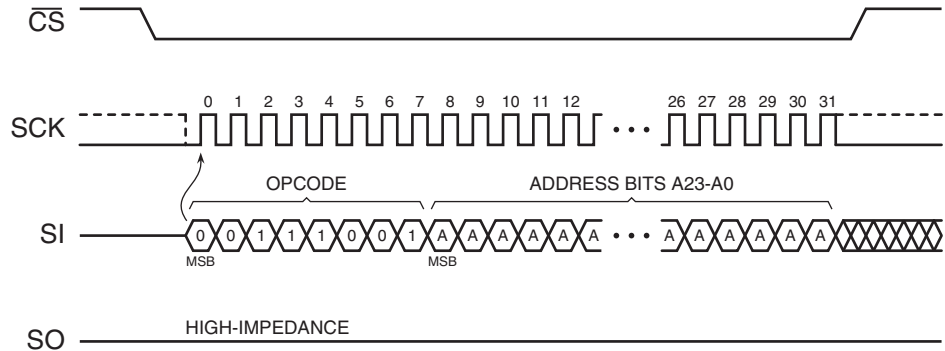 CS
0 1 2 3 4 5 6 7 8 9 10 11 12 26 27 28 29 30 31
SCK
OPCODE ADDRESS BITS A23-A0
SI 0 0 1 1 1 0 0 1 A A A A A A A A A A A A
MSB MSB
HIGH-IMPEDANCE
SO